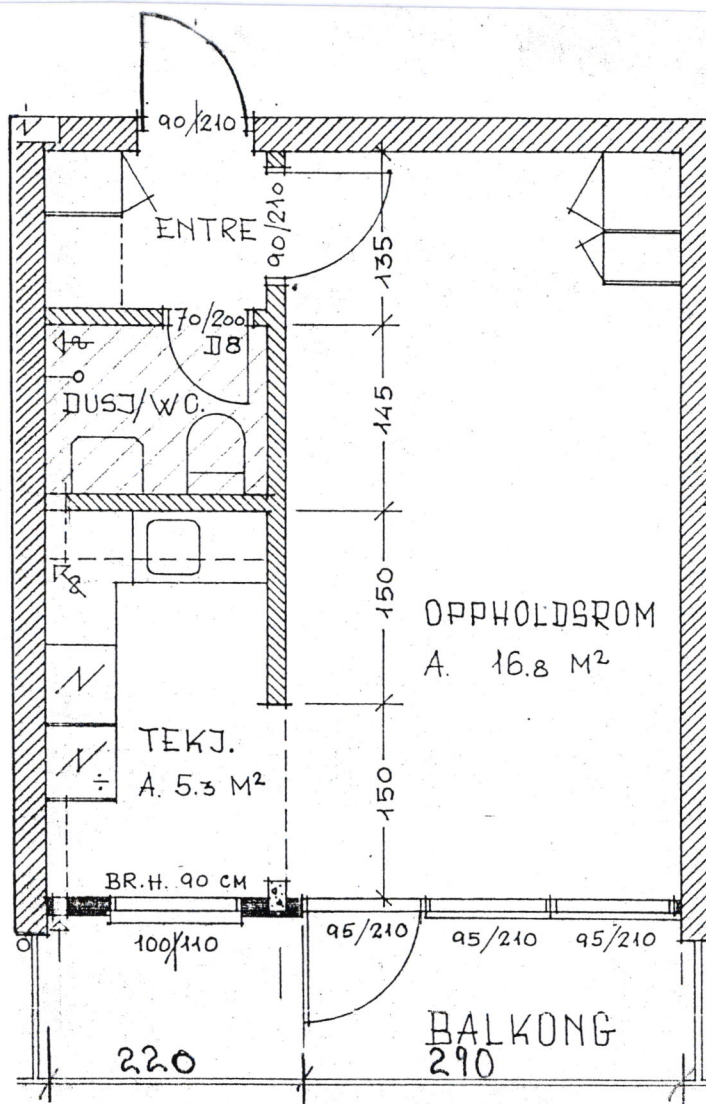 90/210
ENTRE
90/210
135
70/200
D8
DUSJ/WC.
145
150
OPPHOLDSROM
A. 16.8 M²
TEKJ.
A. 5.3 M²
150
BR.H. 90 CM
100/110
95/210
95/210
95/210
BALKONG
220
290